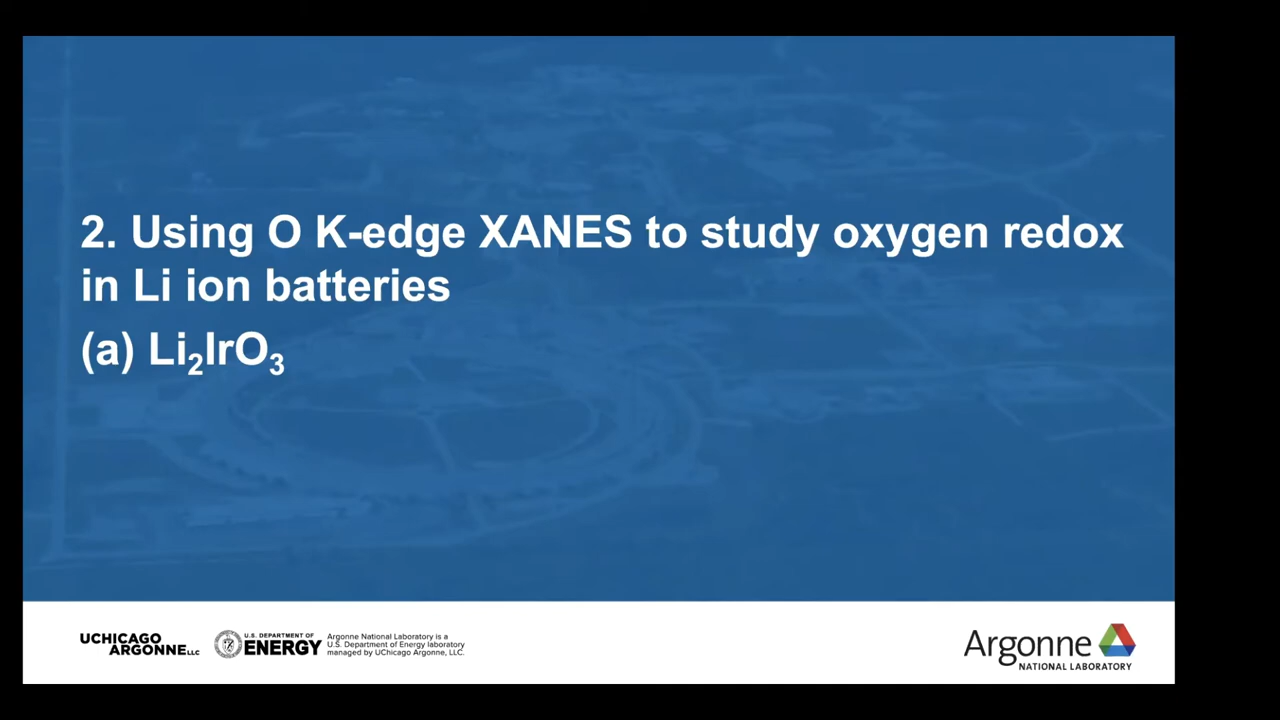 2. Using O K-edge XANES to study oxygen redox
in Li ion batteries
(a) Li₂IrO₃
UCHICAGO
ARGONNE LLC
U.S. DEPARTMENT OF
ENERGY
Argonne National Laboratory is a
U.S. Department of Energy laboratory
managed by UChicago Argonne, LLC.
Argonne
NATIONAL LABORATORY